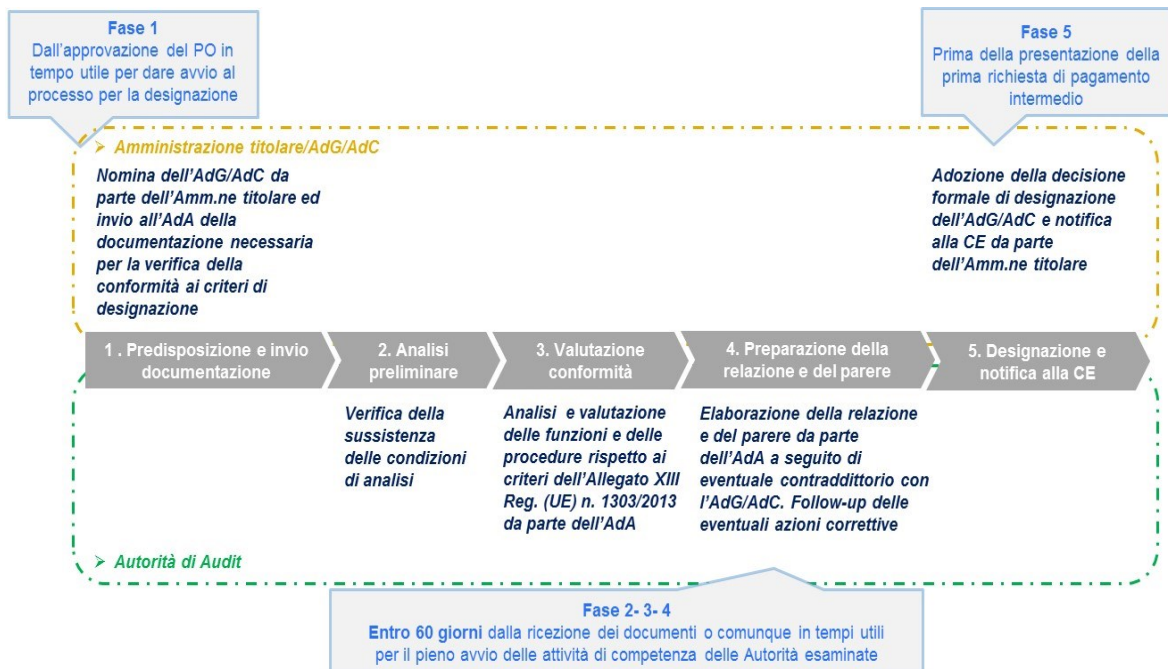 Fase 1
Dall'approvazione del PO in
tempo utile per dare avvio al
processo per la designazione
Fase 5
Prima della presentazione della
prima richiesta di pagamento
intermedio
➢ Amministrazione titolare/AdG/AdC
Nomina dell'AdG/AdC da
parte dell'Amm.ne titolare ed
invio all'AdA della
documentazione necessaria
per la verifica della
conformità ai criteri di
designazione
Adozione della decisione
formale di designazione
dell'AdG/AdC e notifica
alla CE da parte
dell'Amm.ne titolare
1 . Predisposizione e invio
documentazione
2. Analisi
preliminare
3. Valutazione
conformità
4. Preparazione della
relazione e del parere
5. Designazione e
notifica alla CE
Verifica della
sussistenza
delle condizioni
di analisi
Analisi e valutazione
delle funzioni e delle
procedure rispetto ai
criteri dell'Allegato XIII
Reg. (UE) n. 1303/2013
da parte dell'AdA
Elaborazione della relazione
e del parere da parte
dell'AdA a seguito di
eventuale contraddittorio con
l'AdG/AdC. Follow-up delle
eventuali azioni correttive
➢ Autorità di Audit
Fase 2- 3- 4
Entro 60 giorni dalla ricezione dei documenti o comunque in tempi utili
per il pieno avvio delle attività di competenza delle Autorità esaminate